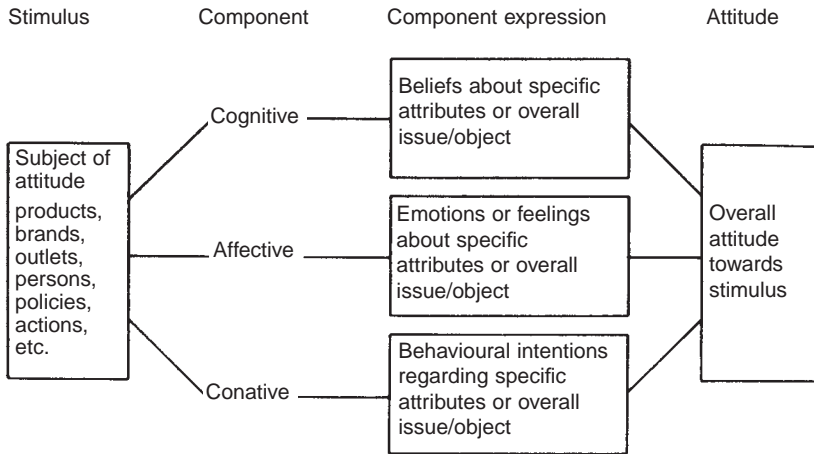 Stimulus
Component
Component expression
Attitude
Subject of
attitude
products,
brands,
outlets,
persons,
policies,
actions,
etc.
Cognitive
Beliefs about specific
attributes or overall
issue/object
Affective
Emotions or feelings
about specific
attributes or overall
issue/object
Conative
Behavioural intentions
regarding specific
attributes or overall
issue/object
Overall
attitude
towards
stimulus